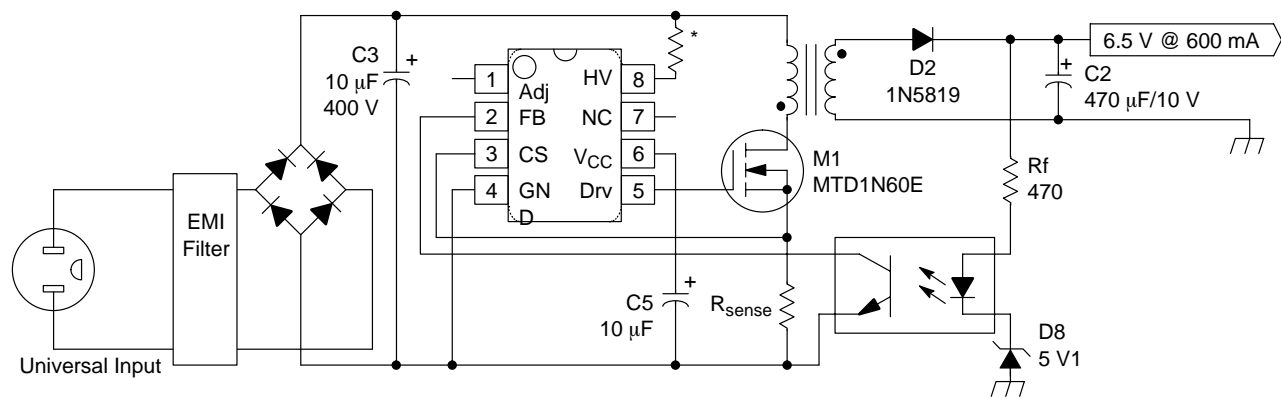 C3
10 μF
400 V
+
*
1
2
3
4
Adj
FB
CS
GN
D
HV
NC
VCC
Drv
8
7
6
5
D2
1N5819
6.5 V @ 600 mA
+
C2
470 μF/10 V
M1
MTD1N60E
Rf
470
EMI
Filter
Universal Input
C5
10 μF
+
Rsense
D8
5 V1